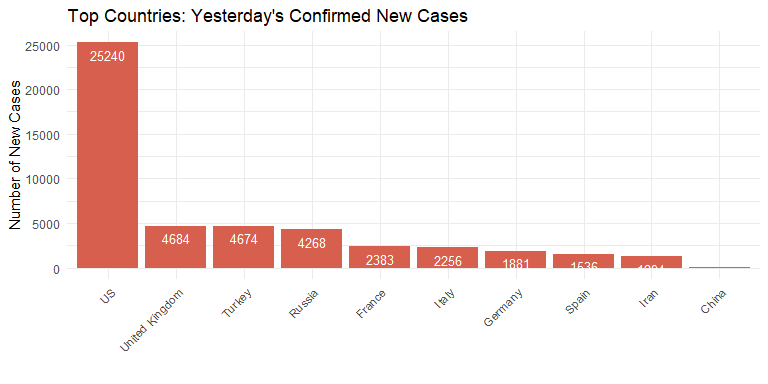 Top Countries: Yesterday's Confirmed New Cases
Number of New Cases
25000
20000
15000
10000
5000
0
25240
4684
4674
4268
2383
2256
1881
1536
US
United Kingdom
Turkey
Russia
France
Italy
Germany
Spain
Iran
China